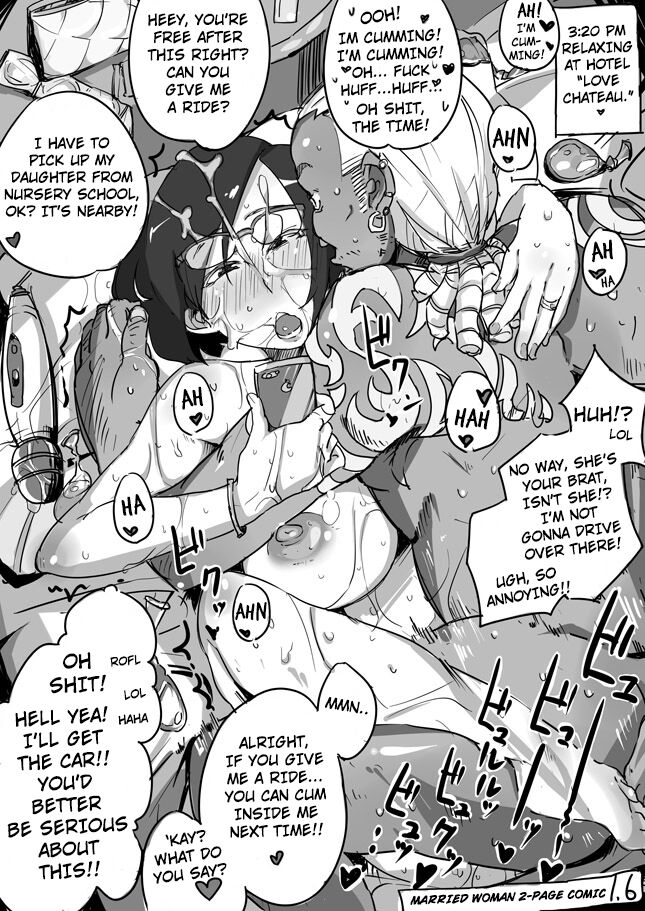 HEEY, YOU'RE
FREE AFTER
THIS RIGHT?
CAN YOU
GIVE ME
A RIDE?
OOH!
IM CUMMING!
I'M CUMMING!
OH... FUCK
HUFF...HUFF...
OH SHIT,
THE TIME!
AH!
I'M
CUM-
MING!
3:20 PM
RELAXING
AT HOTEL
"LOVE
CHATEAU."
♥
I HAVE TO
PICK UP MY
DAUGHTER FROM
NURSERY SCHOOL,
OK? IT'S NEARBY!
♥
AHN
♥
AH
♥
HA
AH
♥
HAH
♥
HA
♥
AHN
♥
ビクッ
ビクッ
HUH!?
LOL
NO WAY, SHE'S
YOUR BRAT,
ISN'T SHE!?
I'M NOT
GONNA DRIVE
OVER THERE!
UGH, SO
ANNOYING!!
OH
SHIT!
ROFL
LOL
HAHA
HELL YEA!
I'LL GET
THE CAR!!
YOU'D
BETTER
BE SERIOUS
ABOUT
THIS!!
MMN..
ALRIGHT,
IF YOU GIVE
ME A RIDE...
YOU CAN CUM
INSIDE ME
NEXT TIME!!
'KAY?
WHAT DO
YOU SAY?
♥
MARRIED WOMAN 2-PAGE COMIC 1.6